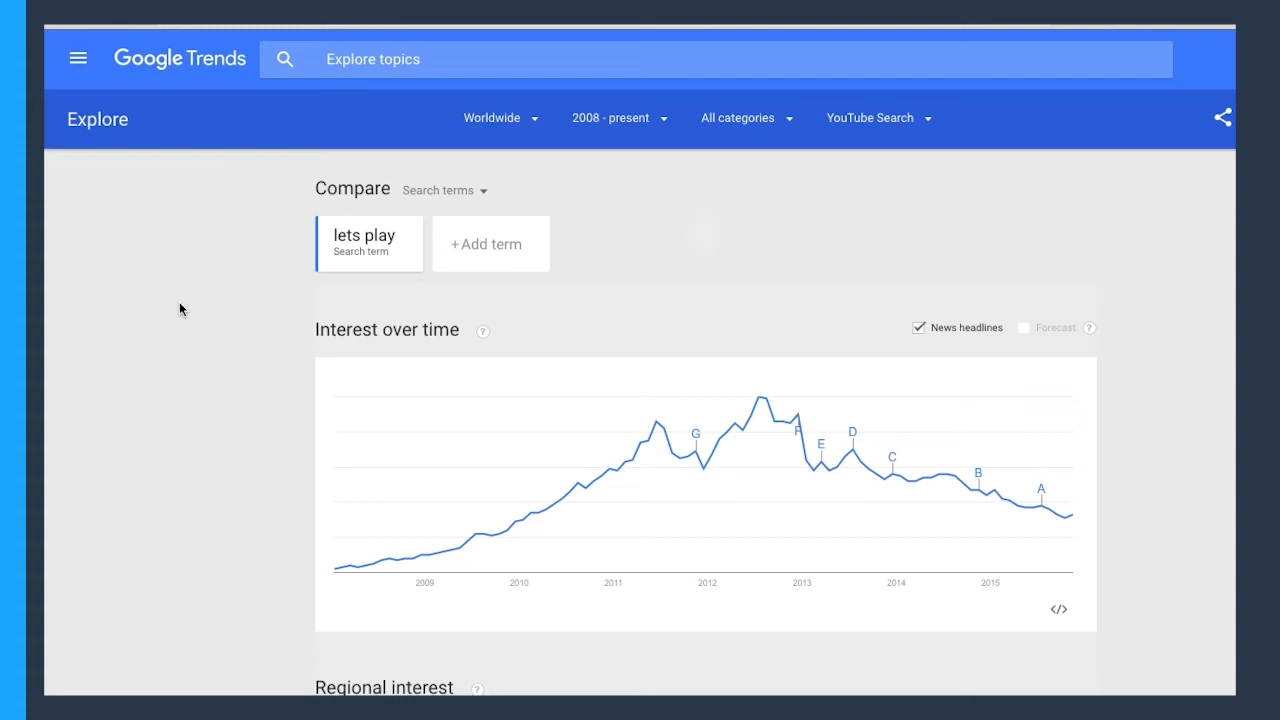 Google Trends
Explore topics
Explore
Worldwide
2008 - present
All categories
YouTube Search
Compare
Search terms
lets play
Search term
+Add term
Interest over time
?
News headlines
Forecast
?
G
F
E
D
C
B
A
2009
2010
2011
2012
2013
2014
2015
</>
Regional interest
?